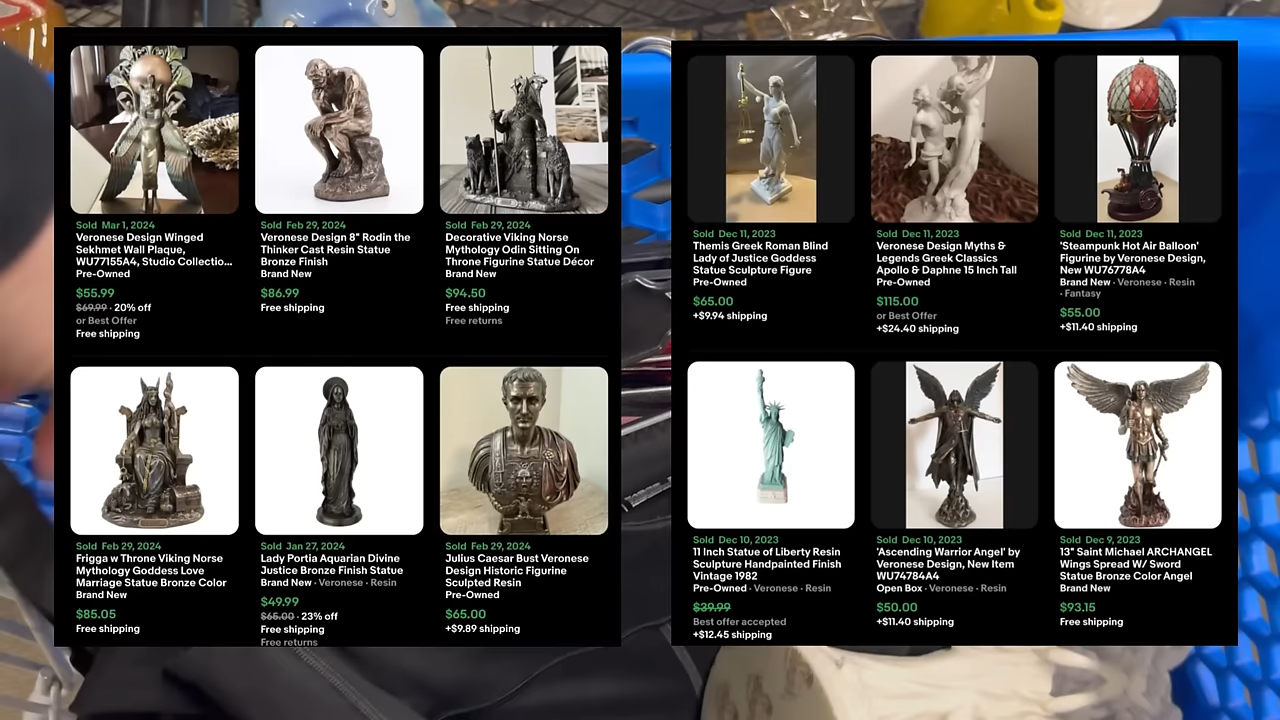 Sold Mar 1, 2024
Veronese Design Winged
Sekhmet Wall Plaque,
WU77155A4, Studio Collectio...
Pre-Owned
$55.99
$69.99 · 20% off
or Best Offer
Free shipping
Sold Feb 29, 2024
Veronese Design 8" Rodin the
Thinker Cast Resin Statue
Bronze Finish
Brand New
$86.99
Free shipping
Sold Feb 29, 2024
Decorative Viking Norse
Mythology Odin Sitting On
Throne Figurine Statue Décor
Brand New
$94.50
Free shipping
Free returns
Sold Feb 29, 2024
Frigga w Throne Viking Norse
Mythology Goddess Love
Marriage Statue Bronze Color
Brand New
$85.05
Free shipping
Sold Jan 27, 2024
Lady Portia Aquarian Divine
Justice Bronze Finish Statue
Brand New · Veronese · Resin
$49.99
$65.00 · 23% off
Free shipping
Free returns
Sold Feb 29, 2024
Julius Caesar Bust Veronese
Design Historic Figurine
Sculpted Resin
Pre-Owned
$65.00
+$9.89 shipping
Sold Dec 11, 2023
Themis Greek Roman Blind
Lady of Justice Goddess
Statue Sculpture Figure
Pre-Owned
$65.00
+$9.94 shipping
Sold Dec 11, 2023
Veronese Design Myths &
Legends Greek Classics
Apollo & Daphne 15 Inch Tall
Pre-Owned
$115.00
or Best Offer
+$24.40 shipping
Sold Dec 11, 2023
'Steampunk Hot Air Balloon'
Figurine by Veronese Design,
New WU76778A4
Brand New · Veronese · Resin
· Fantasy
$55.00
+$11.40 shipping
Sold Dec 10, 2023
11 Inch Statue of Liberty Resin
Sculpture Handpainted Finish
Vintage 1982
Pre-Owned · Veronese · Resin
$39.99
Best offer accepted
+$12.45 shipping
Sold Dec 10, 2023
'Ascending Warrior Angel' by
Veronese Design, New Item
WU74784A4
Open Box · Veronese · Resin
$50.00
+$11.40 shipping
Sold Dec 9, 2023
13" Saint Michael ARCHANGEL
Wings Spread W/ Sword
Statue Bronze Color Angel
Brand New
$93.15
Free shipping